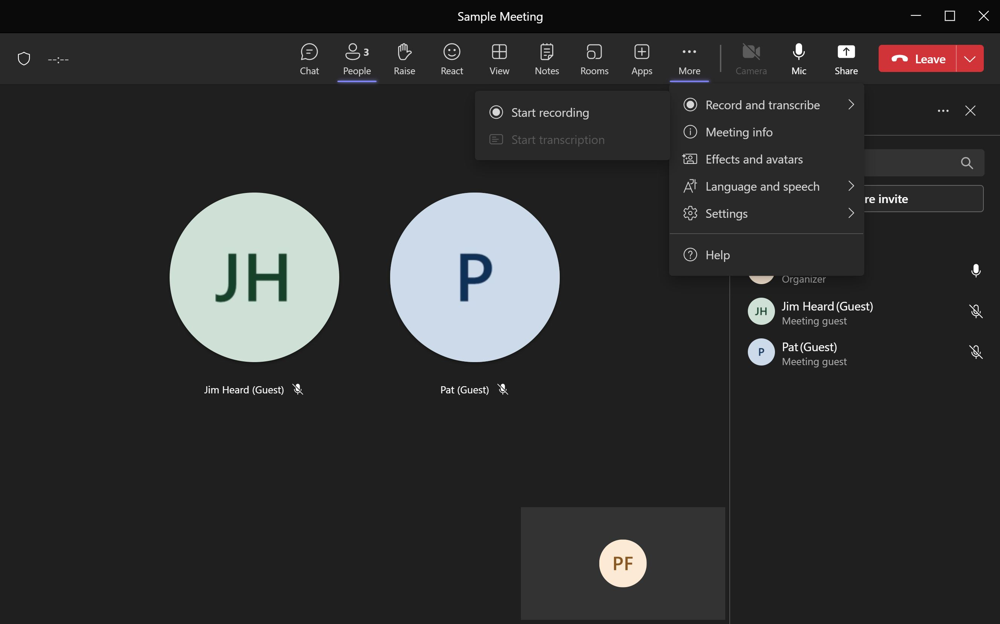 Sample Meeting
--:--
Chat
People 3
Raise
React
View
Notes
Rooms
Apps
More
Camera
Mic
Share
Leave
Start recording
Start transcription
Record and transcribe
Meeting info
Effects and avatars
Language and speech
Settings
Help
re invite
Organizer
JH
Jim Heard (Guest)
Meeting guest
P
Pat (Guest)
Meeting guest
JH
Jim Heard (Guest)
P
Pat (Guest)
PF